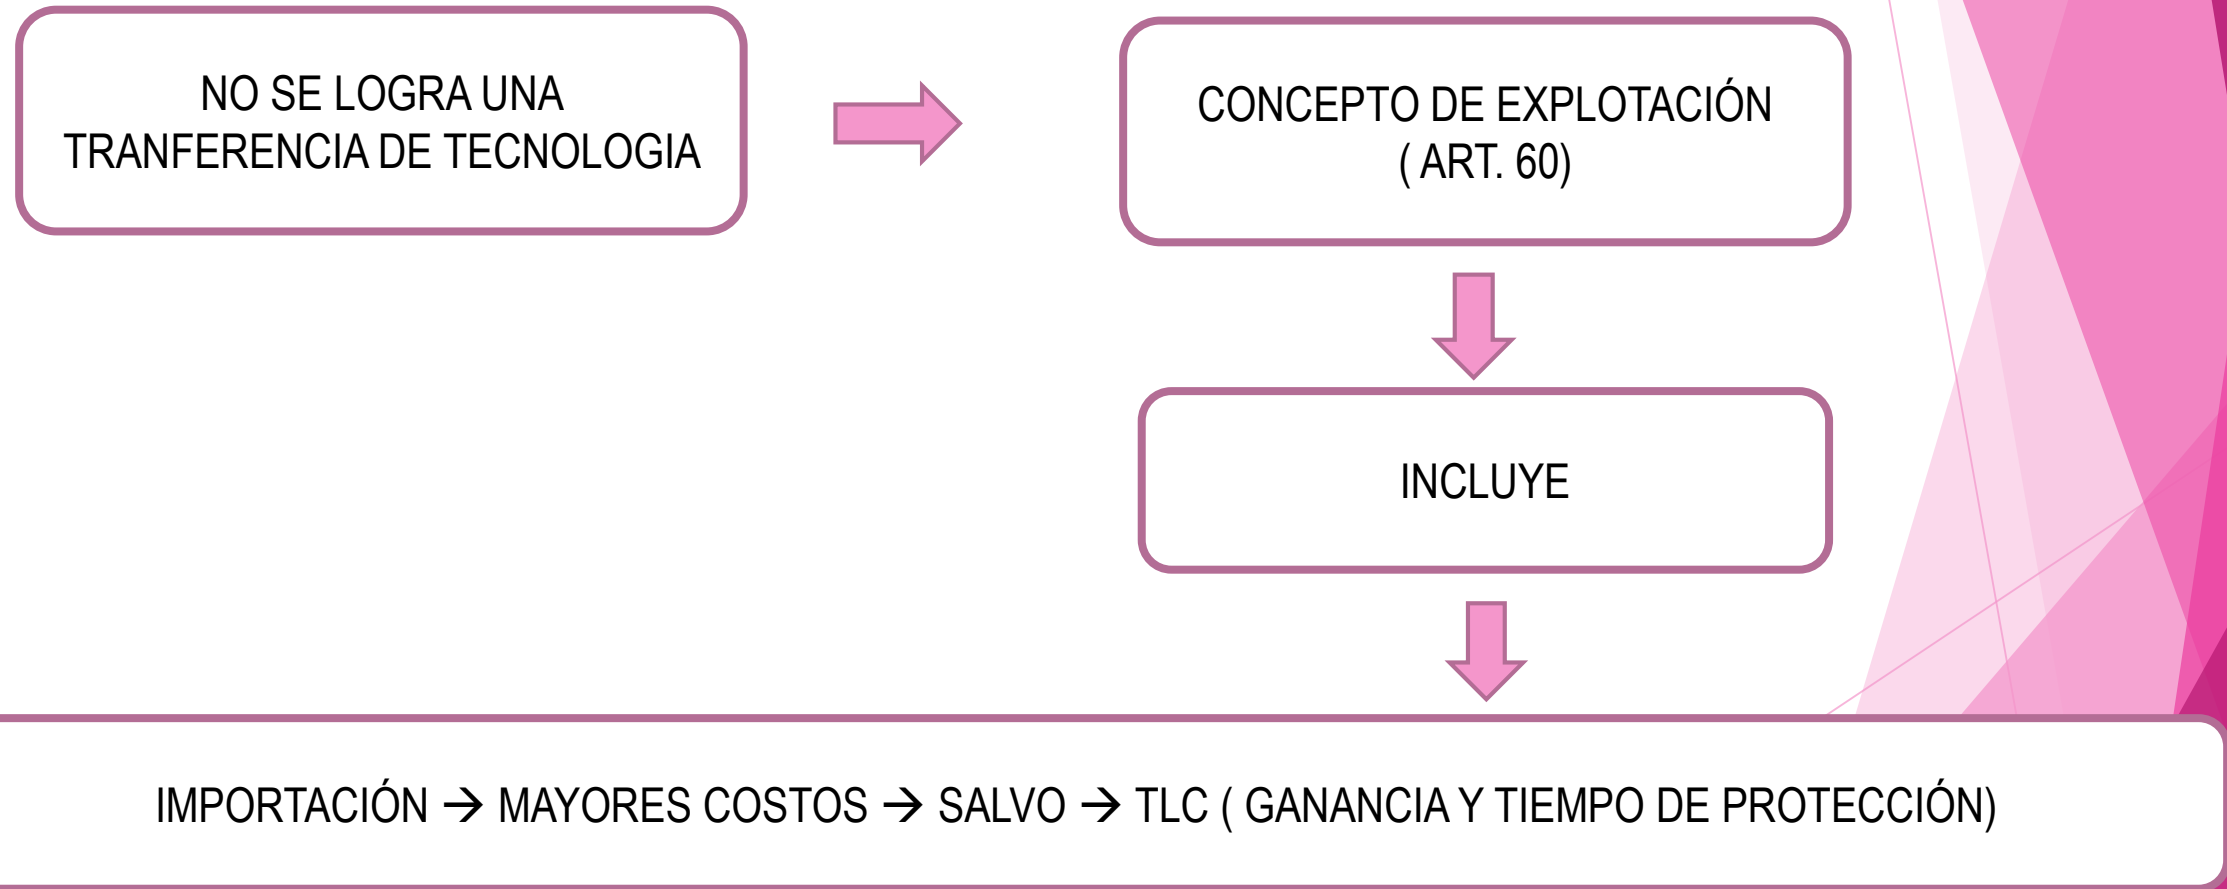 NO SE LOGRA UNA
TRANFERENCIA DE TECNOLOGIA
CONCEPTO DE EXPLOTACIÓN
( ART. 60)
INCLUYE
IMPORTACIÓN → MAYORES COSTOS → SALVO → TLC ( GANANCIA Y TIEMPO DE PROTECCIÓN)